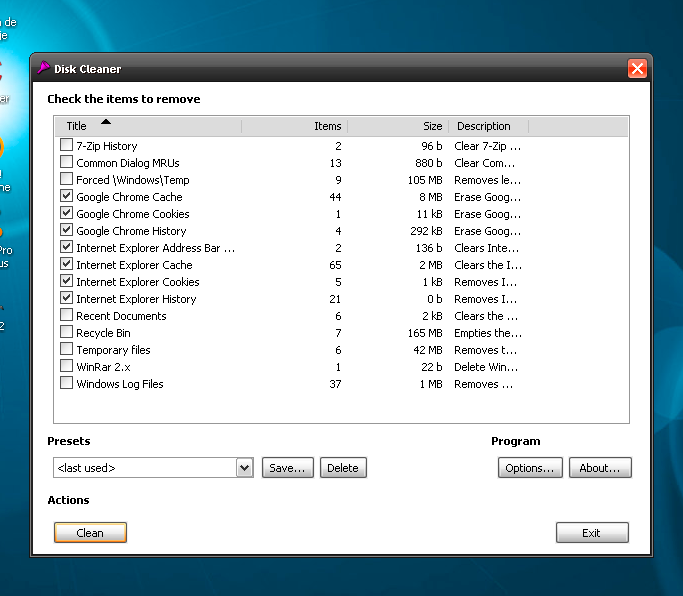 de
je
er
ne
Pro
us
2
Disk Cleaner
Check the items to remove
Title Items Size Description
7-Zip History 2 96 b Clear 7-Zip ...
Common Dialog MRUs 13 880 b Clear Com...
Forced \Windows\Temp 9 105 MB Removes le...
Google Chrome Cache 44 8 MB Erase Goog...
Google Chrome Cookies 1 11 kB Erase Goog...
Google Chrome History 4 292 kB Erase Goog...
Internet Explorer Address Bar ... 2 136 b Clears Inte...
Internet Explorer Cache 65 2 MB Clears the I...
Internet Explorer Cookies 5 1 kB Removes I...
Internet Explorer History 21 0 b Removes I...
Recent Documents 6 2 kB Clears the ...
Recycle Bin 7 165 MB Empties the...
Temporary files 6 42 MB Removes t...
WinRar 2.x 1 22 b Delete Win...
Windows Log Files 37 1 MB Removes ...
Presets Program
<last used> Save... Delete Options... About...
Actions
Clean Exit